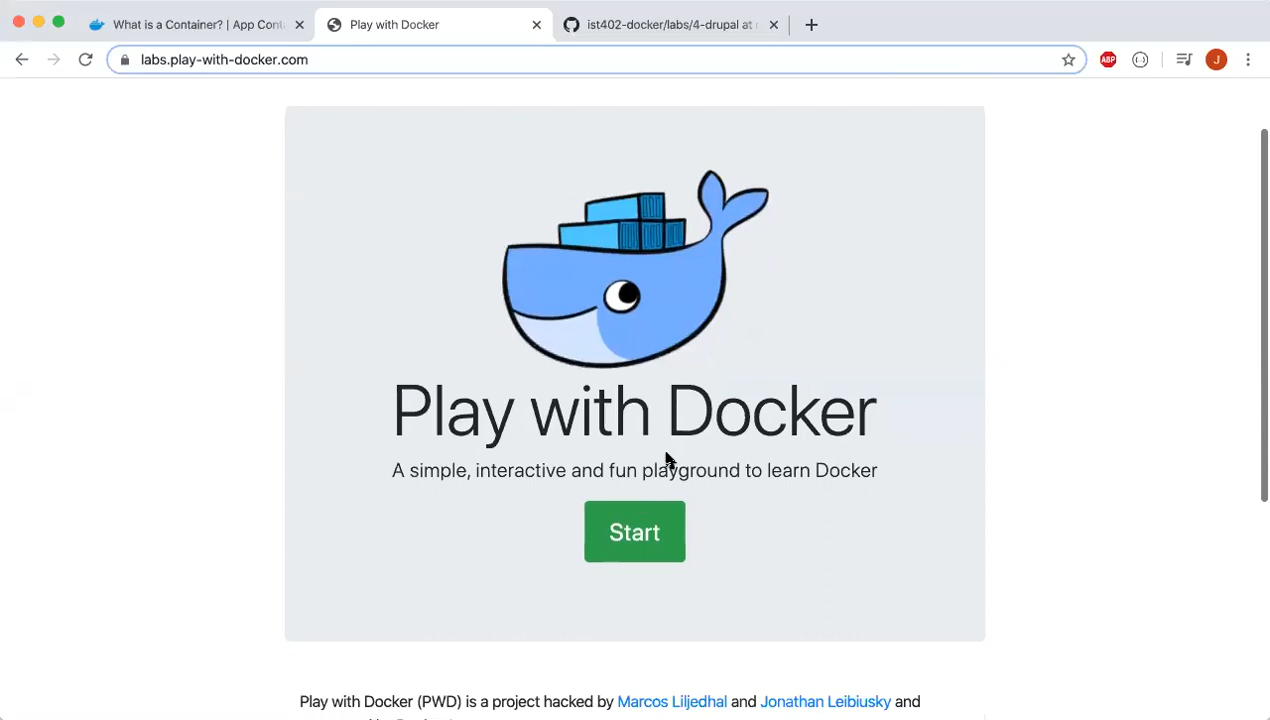 What is a Container? | App Cont
Play with Docker
ist402-docker/labs/4-drupal at
labs.play-with-docker.com
ABP
J
Play with Docker
A simple, interactive and fun playground to learn Docker
Start
Play with Docker (PWD) is a project hacked by Marcos Liljedhal and Jonathan Leibiusky and